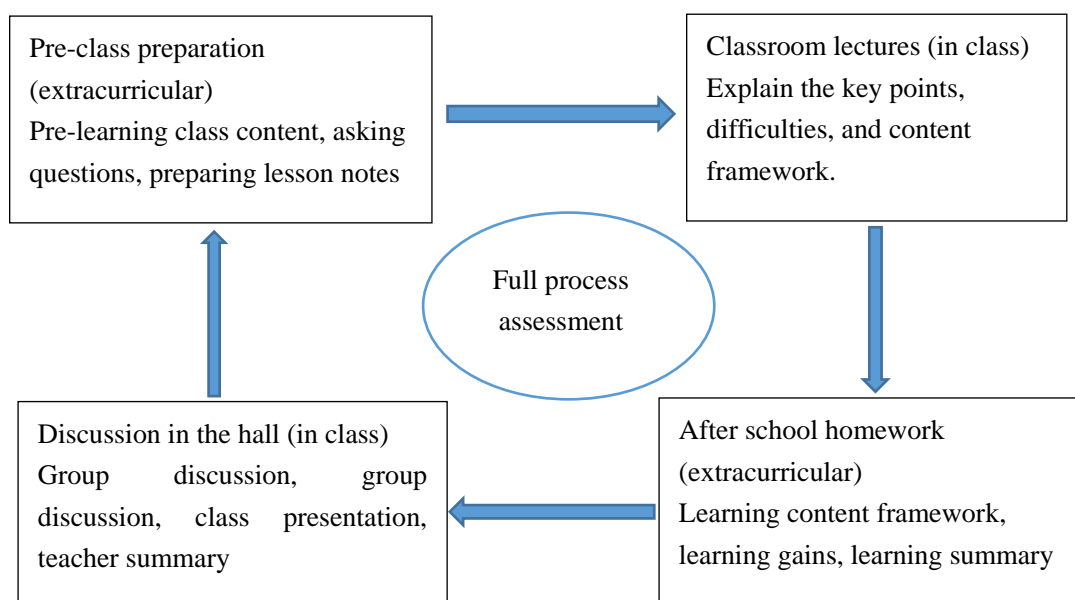 Pre-class preparation
(extracurricular)
Pre-learning class content, asking
questions, preparing lesson notes
Classroom lectures (in class)
Explain the key points,
difficulties, and content
framework.
Full process
assessment
Discussion in the hall (in class)
Group discussion, group
discussion, class presentation,
teacher summary
After school homework
(extracurricular)
Learning content framework,
learning gains, learning summary